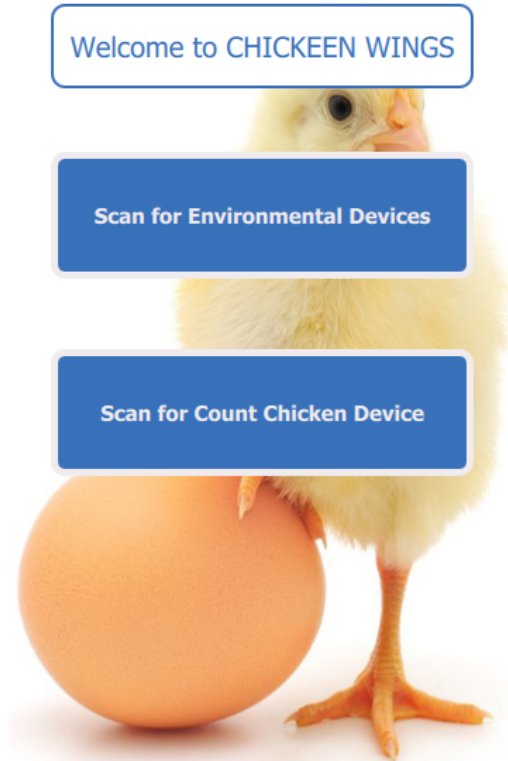 Welcome to CHICKEEN WINGS
Scan for Environmental Devices
Scan for Count Chicken Device